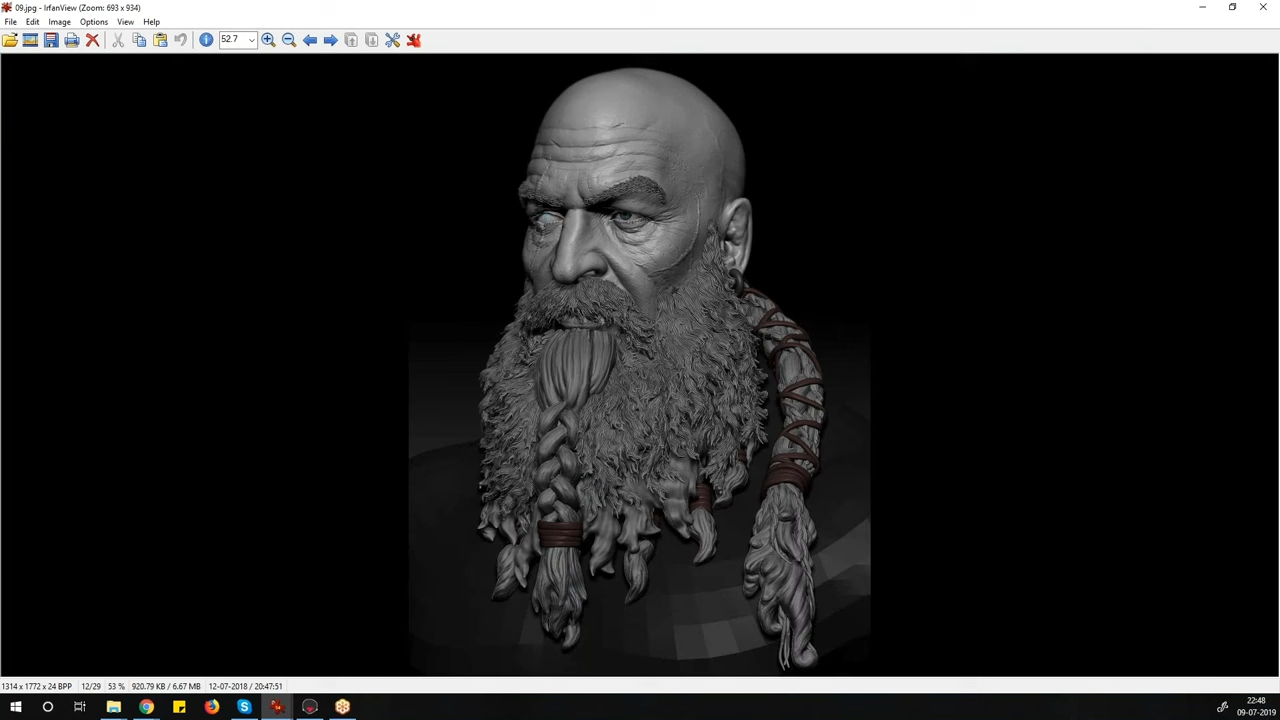 09.jpg - IrfanView (Zoom: 693 x 934)
File Edit Image Options View Help
52.7
1314 x 1772 x 24 BPP 12/29 53 % 920.79 KB / 6.67 MB 12-07-2018 / 20:47:51
22:48
09-07-2019